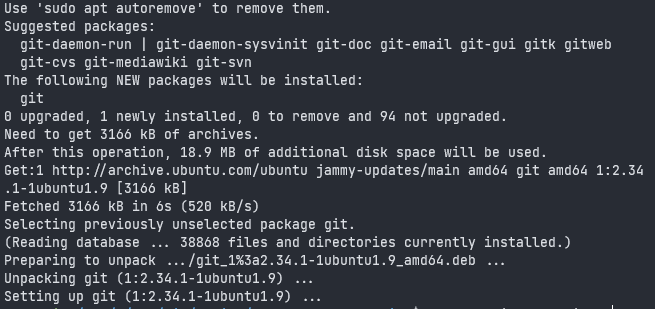 Use 'sudo apt autoremove' to remove them.
Suggested packages:
  git-daemon-run | git-daemon-sysvinit git-doc git-email git-gui gitk gitweb
  git-cvs git-mediawiki git-svn
The following NEW packages will be installed:
  git
0 upgraded, 1 newly installed, 0 to remove and 94 not upgraded.
Need to get 3166 kB of archives.
After this operation, 18.9 MB of additional disk space will be used.
Get:1 http://archive.ubuntu.com/ubuntu jammy-updates/main amd64 git amd64 1:2.34
.1-1ubuntu1.9 [3166 kB]
Fetched 3166 kB in 6s (520 kB/s)
Selecting previously unselected package git.
(Reading database ... 38868 files and directories currently installed.)
Preparing to unpack .../git_1%3a2.34.1-1ubuntu1.9_amd64.deb ...
Unpacking git (1:2.34.1-1ubuntu1.9) ...
Setting up git (1:2.34.1-1ubuntu1.9) ...